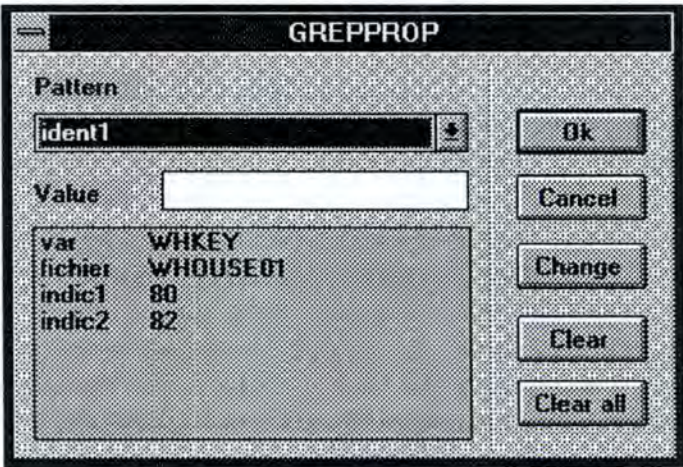 GREPPROP
Pattern
ident1
Ok
Value
Cancel
var WHKEY
fichier WHOUSE01
indic1 80
indic2 82
Change
Clear
Clear all